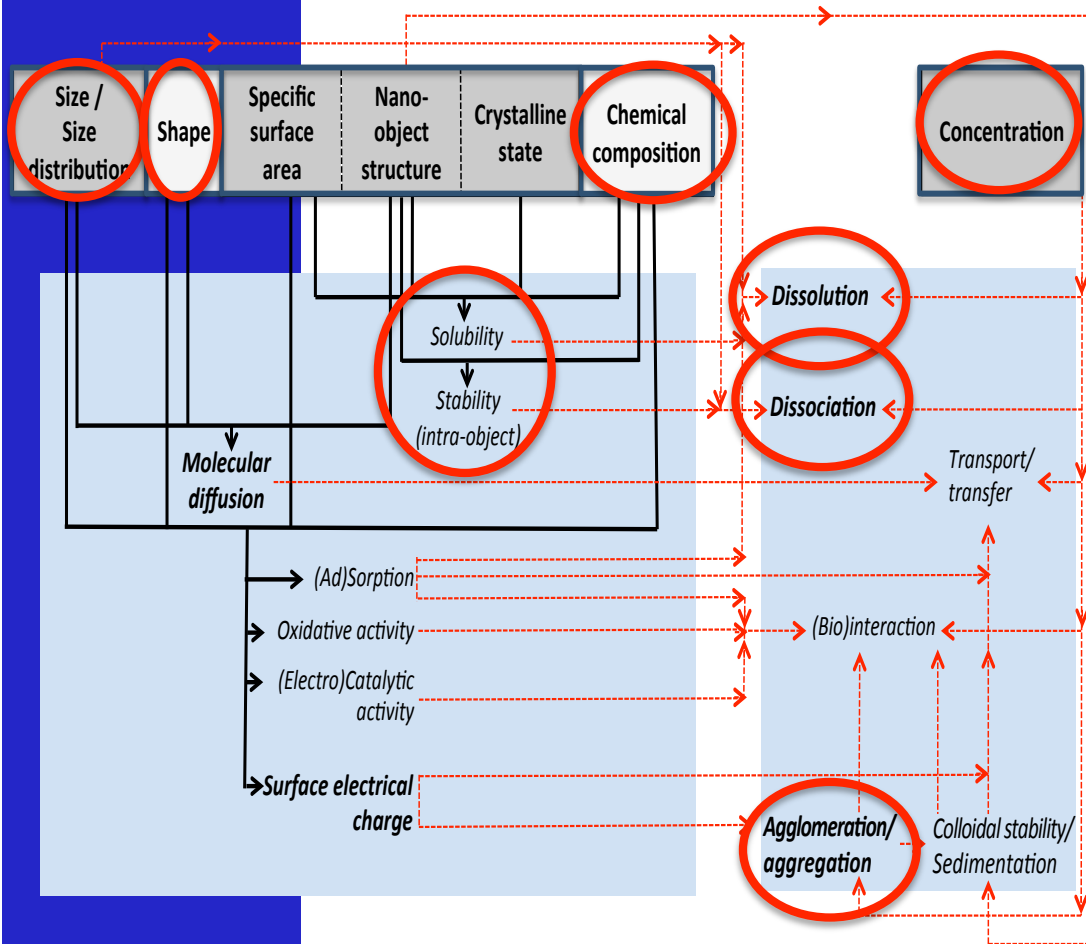 Size /
Size
distribution
Shape
Specific
surface
area
Nano-
object
structure
Crystalline
state
Chemical
composition
Concentration
Dissolution
Solubility
Stability
(intra-object)
Dissociation
Molecular
diffusion
Transport/
transfer
(Ad)Sorption
Oxidative activity
(Bio)interaction
(Electro)Catalytic
activity
Surface electrical
charge
Agglomeration/
aggregation
Colloidal stability/
Sedimentation